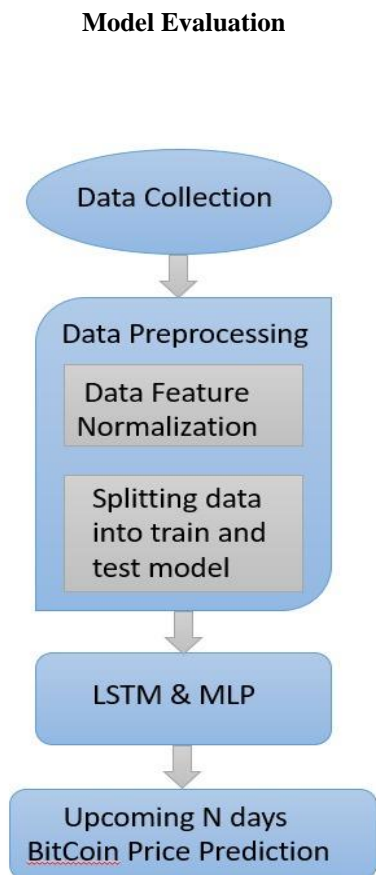 Model Evaluation
Data Collection
Data Preprocessing
Data Feature
Normalization
Splitting data
into train and
test model
LSTM & MLP
Upcoming N days
BitCoin Price Prediction